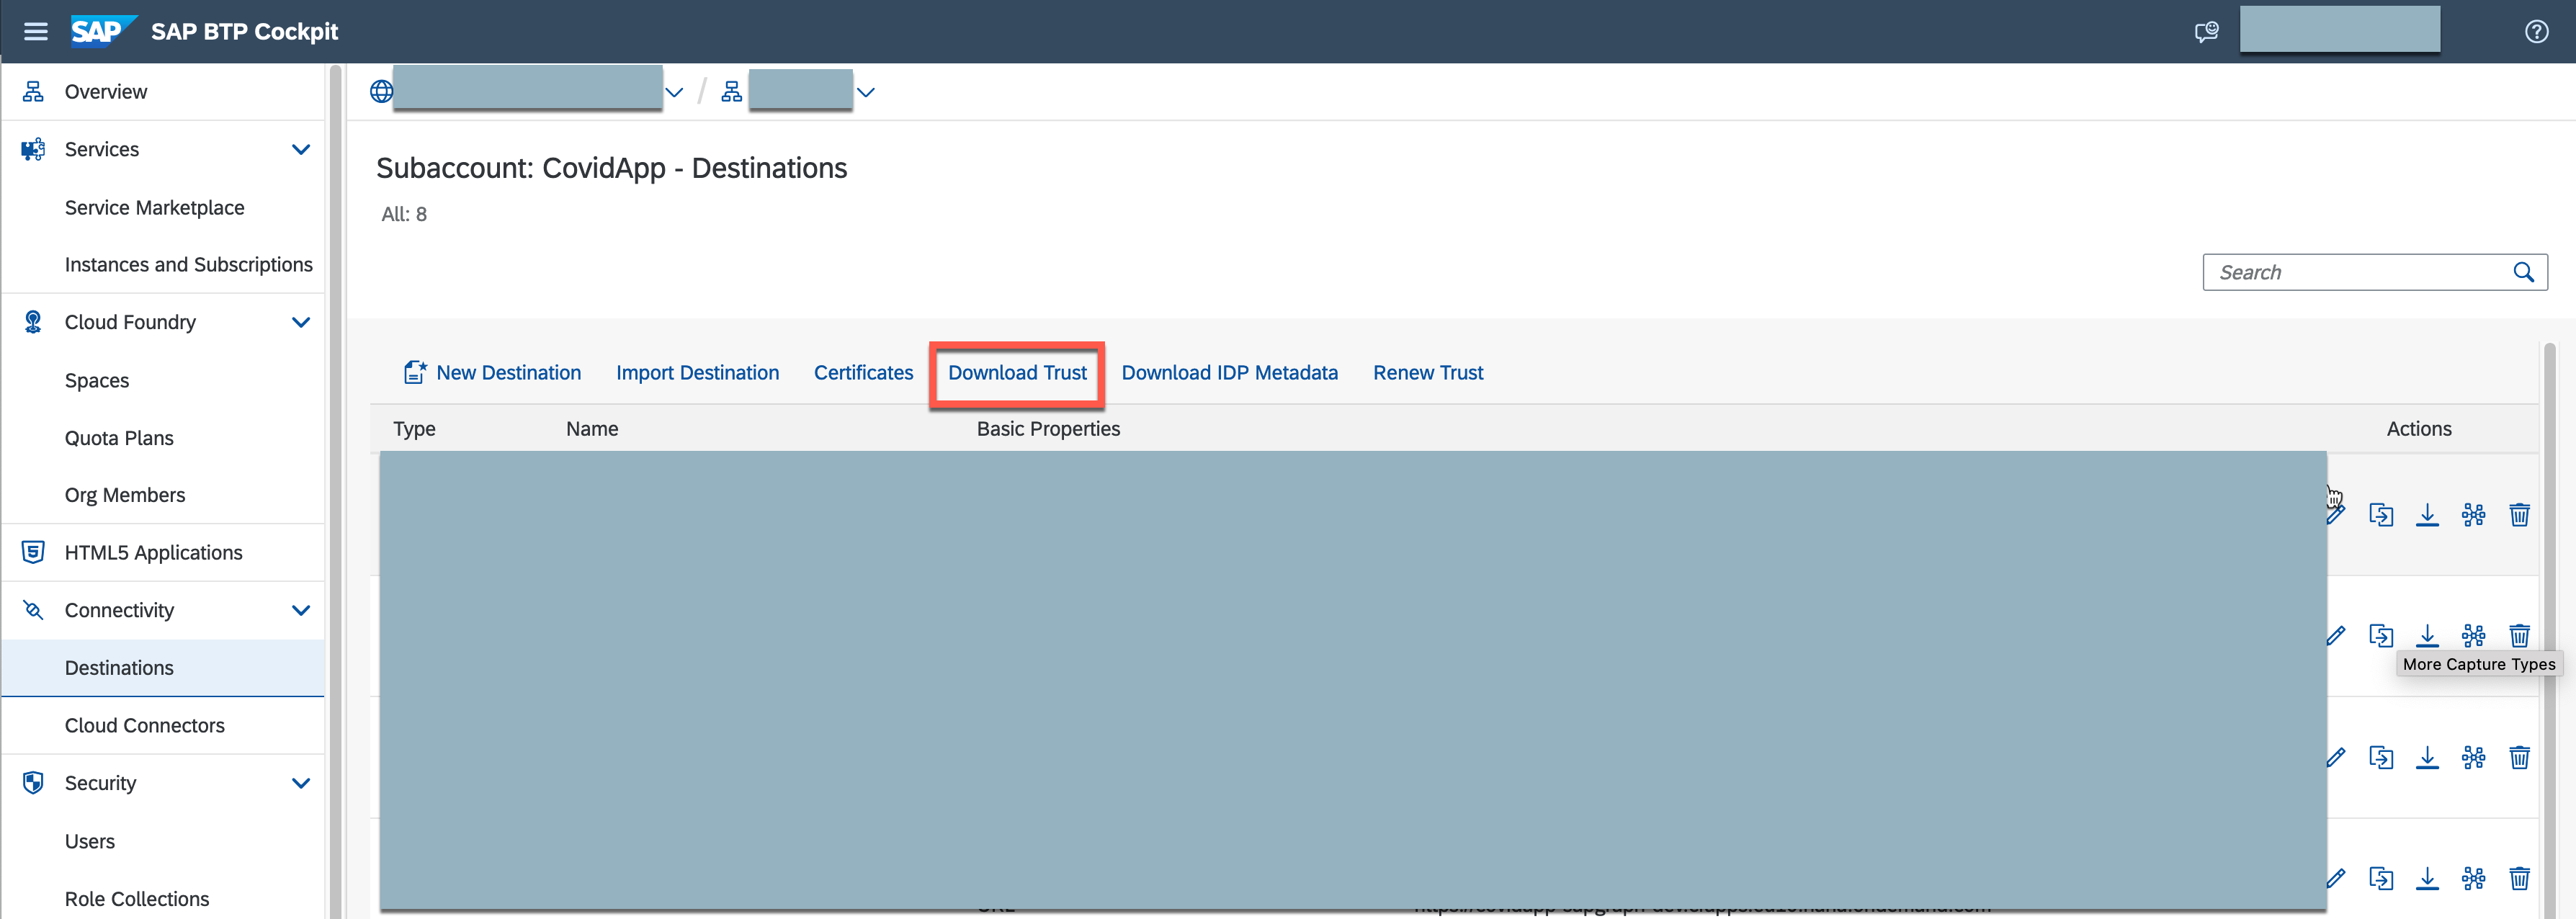 SAP SAP BTP Cockpit
Overview
Services
Service Marketplace
Instances and Subscriptions
Cloud Foundry
Spaces
Quota Plans
Org Members
HTML5 Applications
Connectivity
Destinations
Cloud Connectors
Security
Users
Role Collections
Subaccount: CovidApp - Destinations
All: 8
Search
New Destination Import Destination Certificates Download Trust Download IDP Metadata Renew Trust
Type Name Basic Properties Actions
More Capture Types